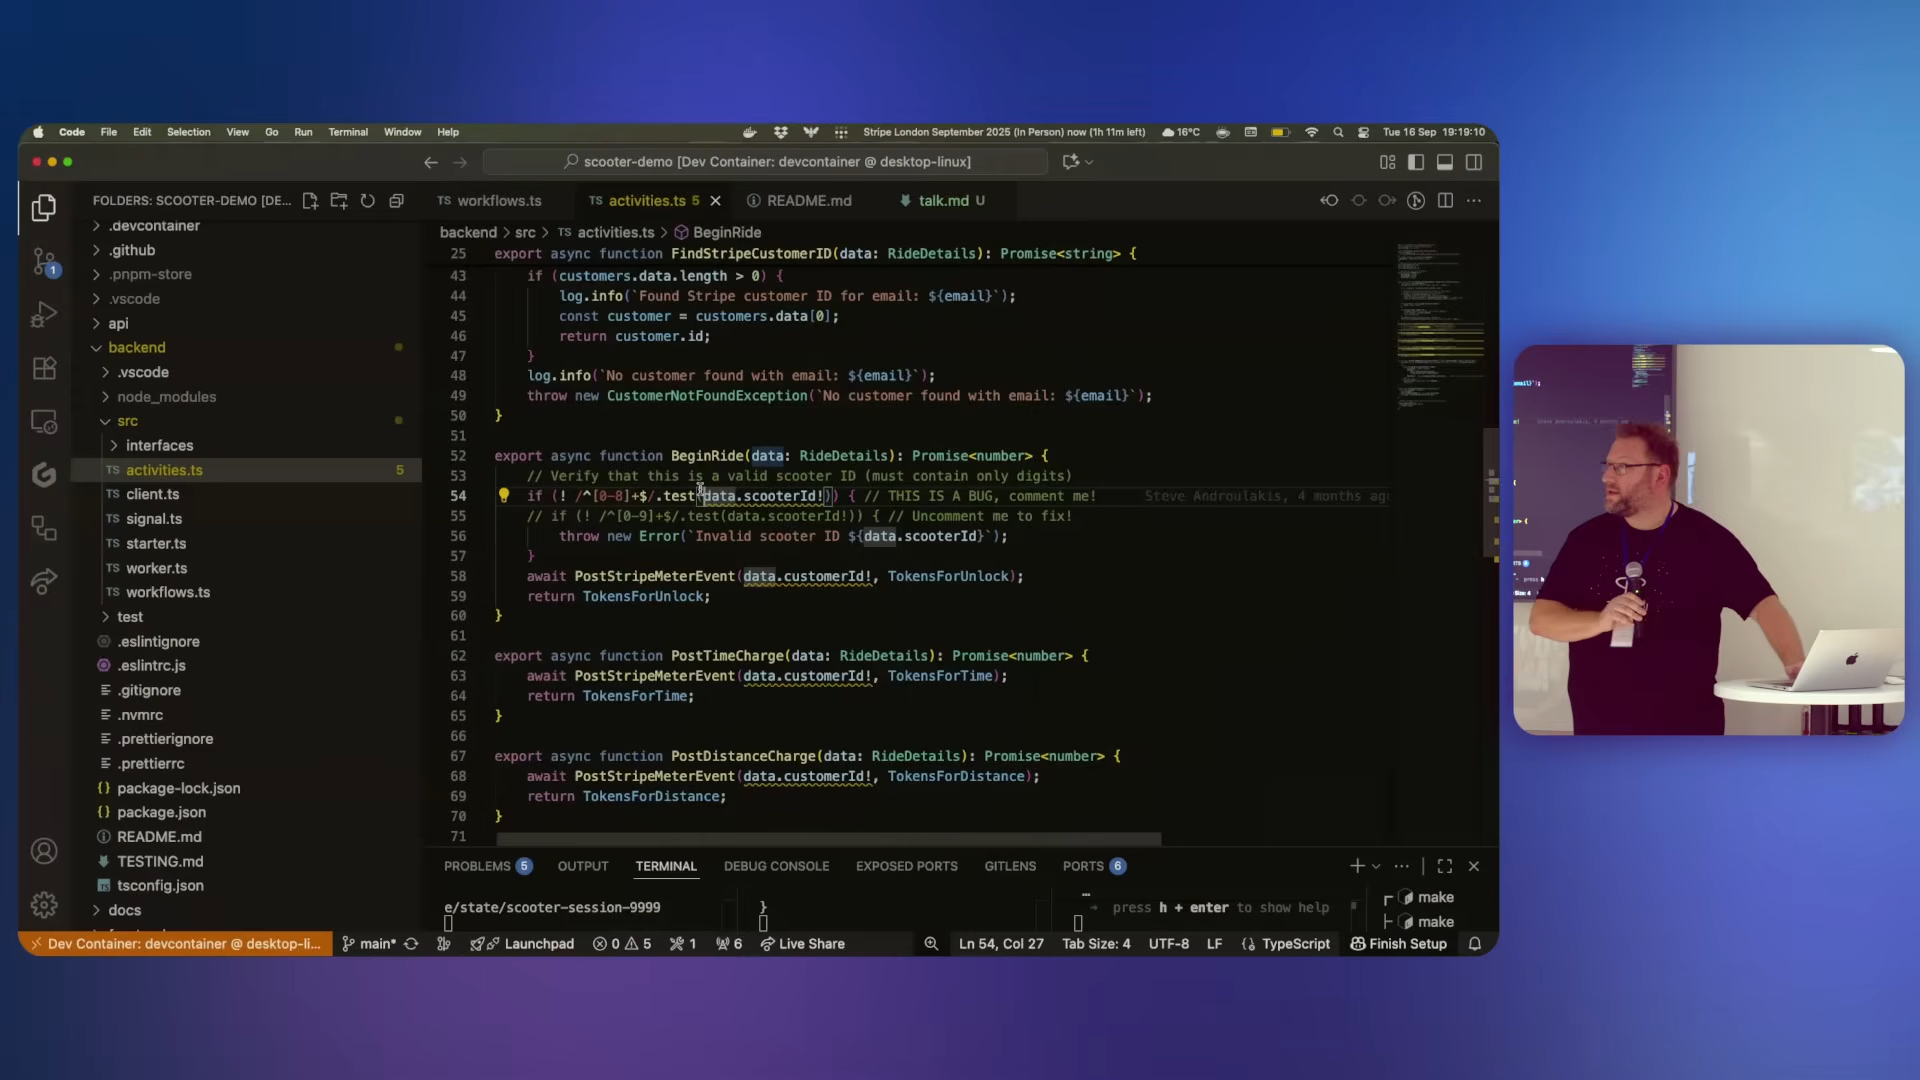 Code File Edit Selection View Go Run Terminal Window Help
Stripe London September 2025 (In Person) now (1h 11m left) 16°C Tue 16 Sep 19:19:10
scooter-demo [Dev Container: devcontainer @ desktop-linux]
FOLDERS: SCOOTER-DEMO [DE...
.devcontainer
.github
.pnpm-store
.vscode
api
backend
.vscode
node_modules
src
interfaces
TS activities.ts 5
TS client.ts
TS signal.ts
TS starter.ts
TS worker.ts
TS workflows.ts
test
.eslintignore
.eslintrc.js
.gitignore
.nvmrc
.prettierignore
.prettierrc
{} package-lock.json
{} package.json
README.md
TESTING.md
tsconfig.json
docs
1
TS workflows.ts TS activities.ts 5 README.md talk.md U
backend > src > TS activities.ts > BeginRide
25 export async function FindStripeCustomerID(data: RideDetails): Promise<string> {
43 if (customers.data.length > 0) {
44 log.info(`Found Stripe customer ID for email: ${email}`);
45 const customer = customers.data[0];
46 return customer.id;
47 }
48 log.info(`No customer found with email: ${email}`);
49 throw new CustomerNotFoundException(`No customer found with email: ${email}`);
50 }
51
52 export async function BeginRide(data: RideDetails): Promise<number> {
53 // Verify that this is a valid scooter ID (must contain only digits)
54 if (! /^[0-8]+$/.test(data.scooterId!)) { // THIS IS A BUG, comment me! Steve Androulakis, 4 months ago
55 // if (! /^[0-9]+$/.test(data.scooterId!)) { // Uncomment me to fix!
56 throw new Error(`Invalid scooter ID ${data.scooterId}`);
57 }
58 await PostStripeMeterEvent(data.customerId!, TokensForUnlock);
59 return TokensForUnlock;
60 }
61
62 export async function PostTimeCharge(data: RideDetails): Promise<number> {
63 await PostStripeMeterEvent(data.customerId!, TokensForTime);
64 return TokensForTime;
65 }
66
67 export async function PostDistanceCharge(data: RideDetails): Promise<number> {
68 await PostStripeMeterEvent(data.customerId!, TokensForDistance);
69 return TokensForDistance;
70 }
71
PROBLEMS 5 OUTPUT TERMINAL DEBUG CONSOLE EXPOSED PORTS GITLENS PORTS 6
e/state/scooter-session-9999
}
→ press h + enter to show help
make
make
Dev Container: devcontainer @ desktop-li... main* Launchpad 0 5 1 6 Live Share Ln 54, Col 27 Tab Size: 4 UTF-8 LF {} TypeScript Finish Setup